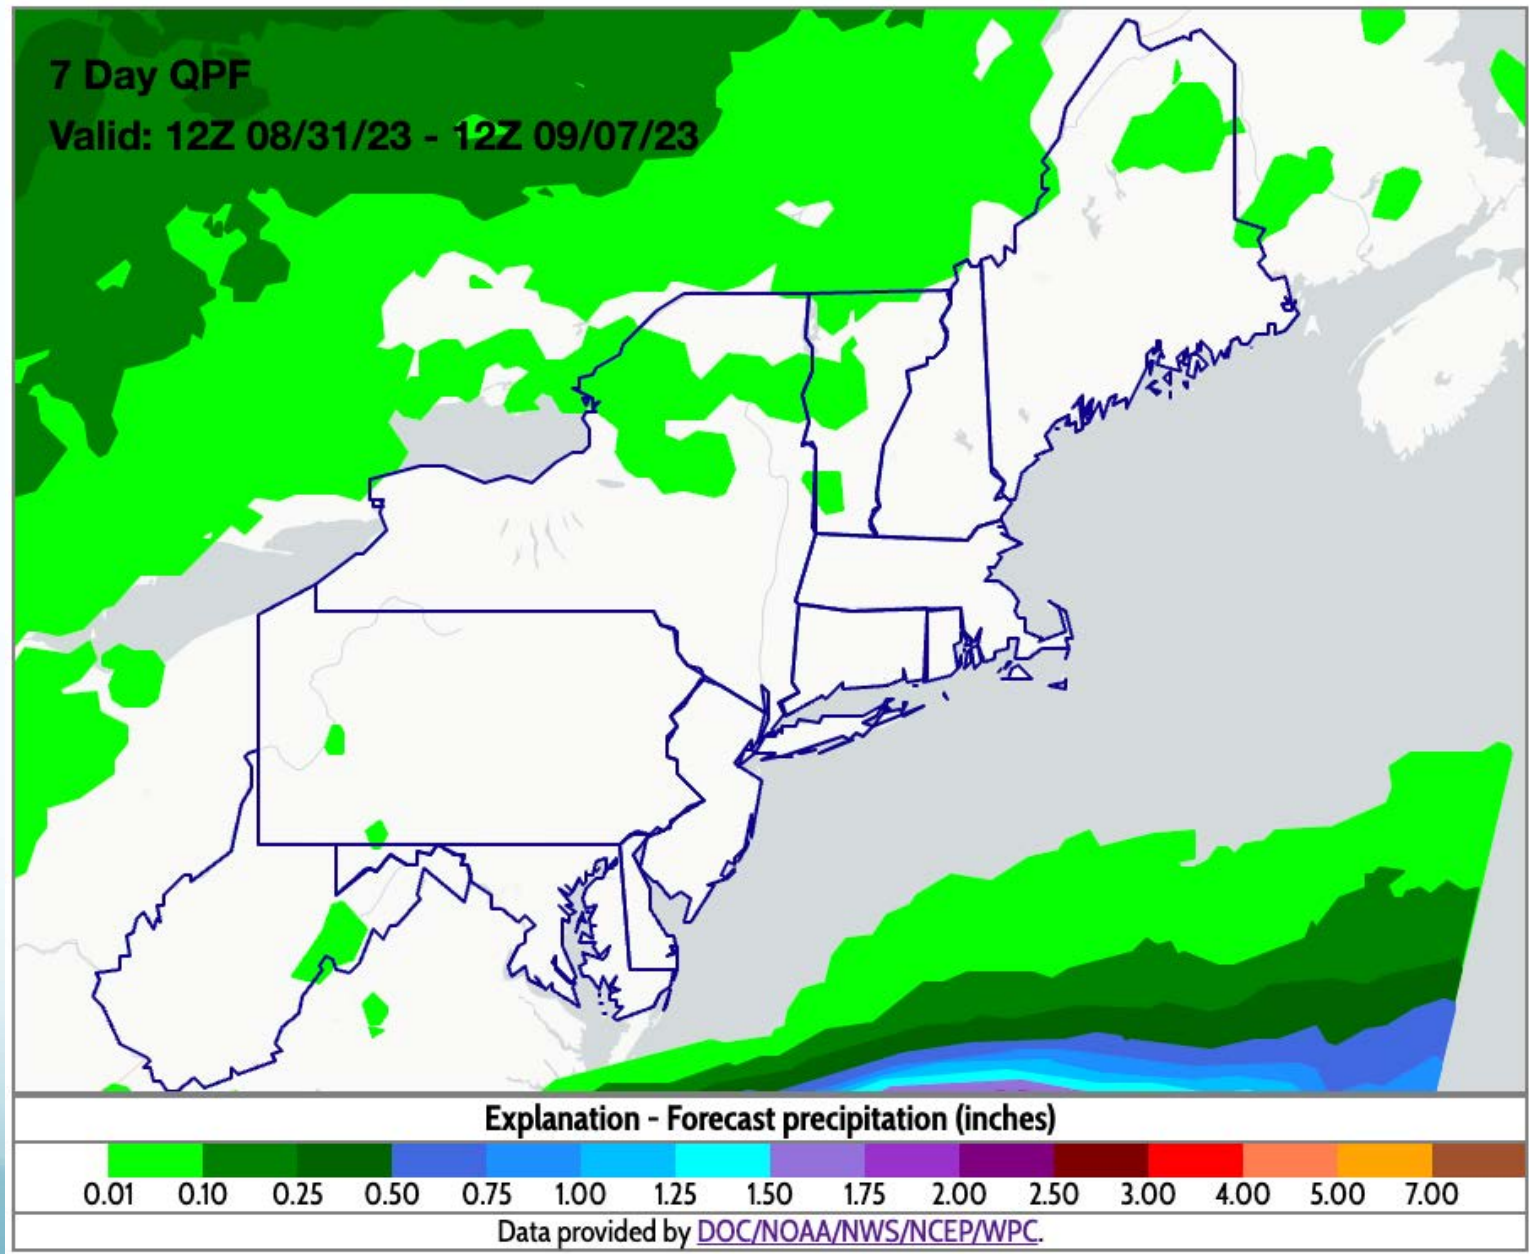 7 Day QPF
Valid: 12Z 08/31/23 - 12Z 09/07/23
Explanation - Forecast precipitation (inches)
0.01 0.10 0.25 0.50 0.75 1.00 1.25 1.50 1.75 2.00 2.50 3.00 4.00 5.00 7.00
Data provided by DOC/NOAA/NWS/NCEP/WPC.